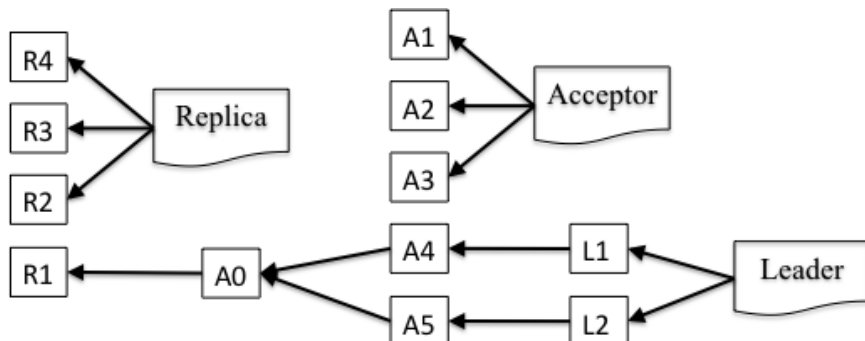 R4
R3
R2
R1
Replica
A0
A1
A2
A3
A4
A5
Acceptor
L1
L2
Leader